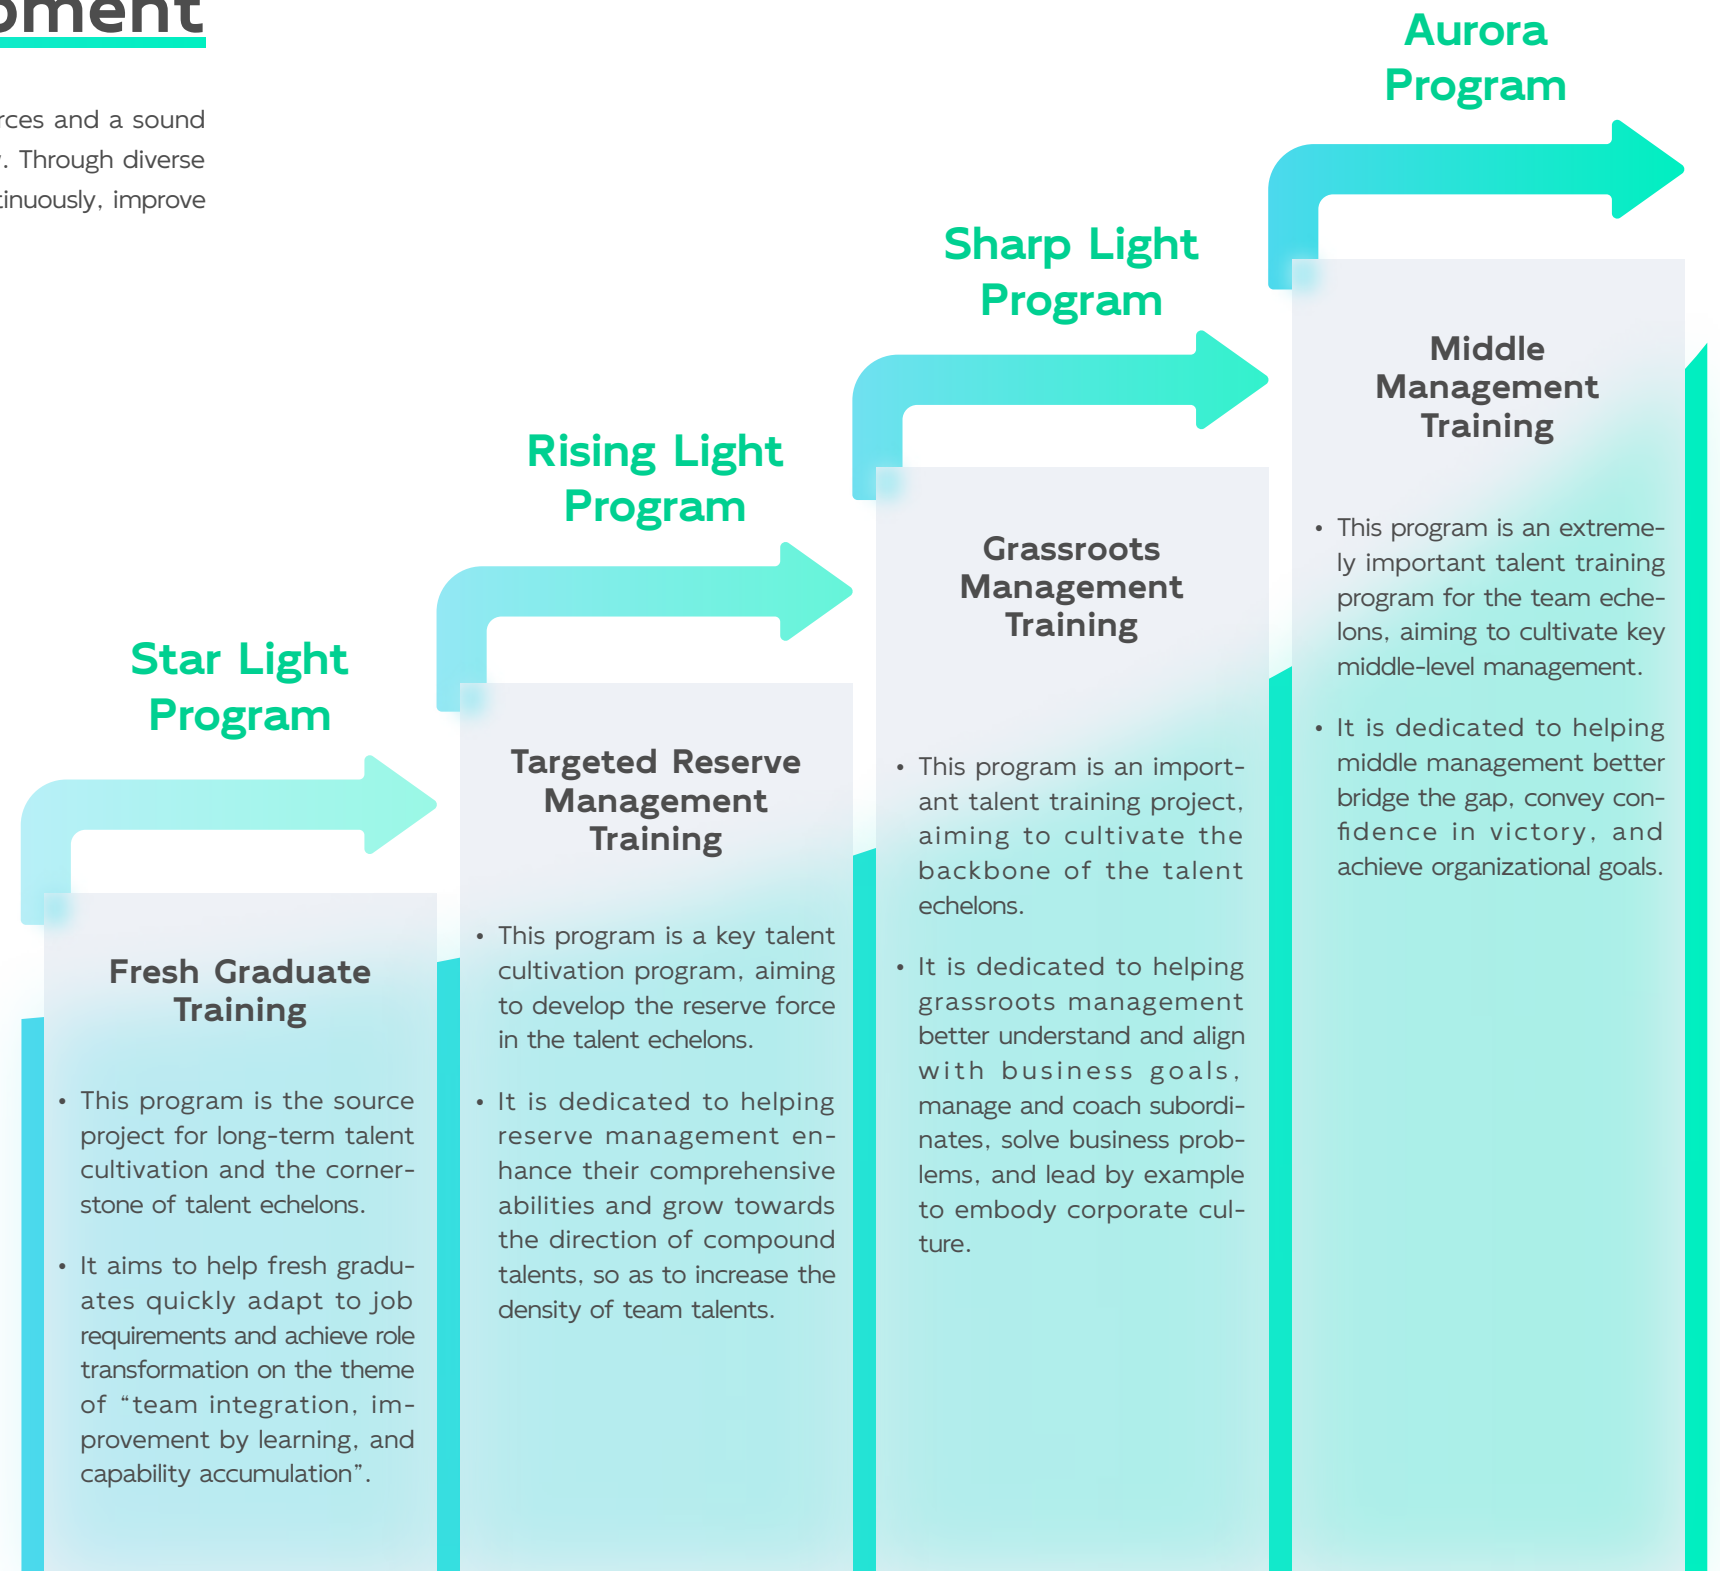 and a sound
Through diverse
improve
Aurora
Program
Sharp Light
Program
Rising Light
Program
Star Light
Program
Fresh Graduate
Training
• This program is the source
project for long-term talent
cultivation and the corner-
stone of talent echelons.
• It aims to help fresh gradu-
ates quickly adapt to job
requirements and achieve role
transformation on the theme
of “team integration, im-
provement by learning, and
capability accumulation”.
Targeted Reserve
Management
Training
• This program is a key talent
cultivation program, aiming
to develop the reserve force
in the talent echelons.
• It is dedicated to helping
reserve management en-
hance their comprehensive
abilities and grow towards
the direction of compound
talents, so as to increase the
density of team talents.
Grassroots
Management
Training
• This program is an import-
ant talent training project,
aiming to cultivate the
backbone of the talent
echelons.
• It is dedicated to helping
grassroots management
better understand and align
with business goals,
manage and coach subordi-
nates, solve business prob-
lems, and lead by example
to embody corporate cul-
ture.
Middle
Management
Training
• This program is an extreme-
ly important talent training
program for the team eche-
lons, aiming to cultivate key
middle-level management.
• It is dedicated to helping
middle management better
bridge the gap, convey con-
fidence in victory, and
achieve organizational goals.